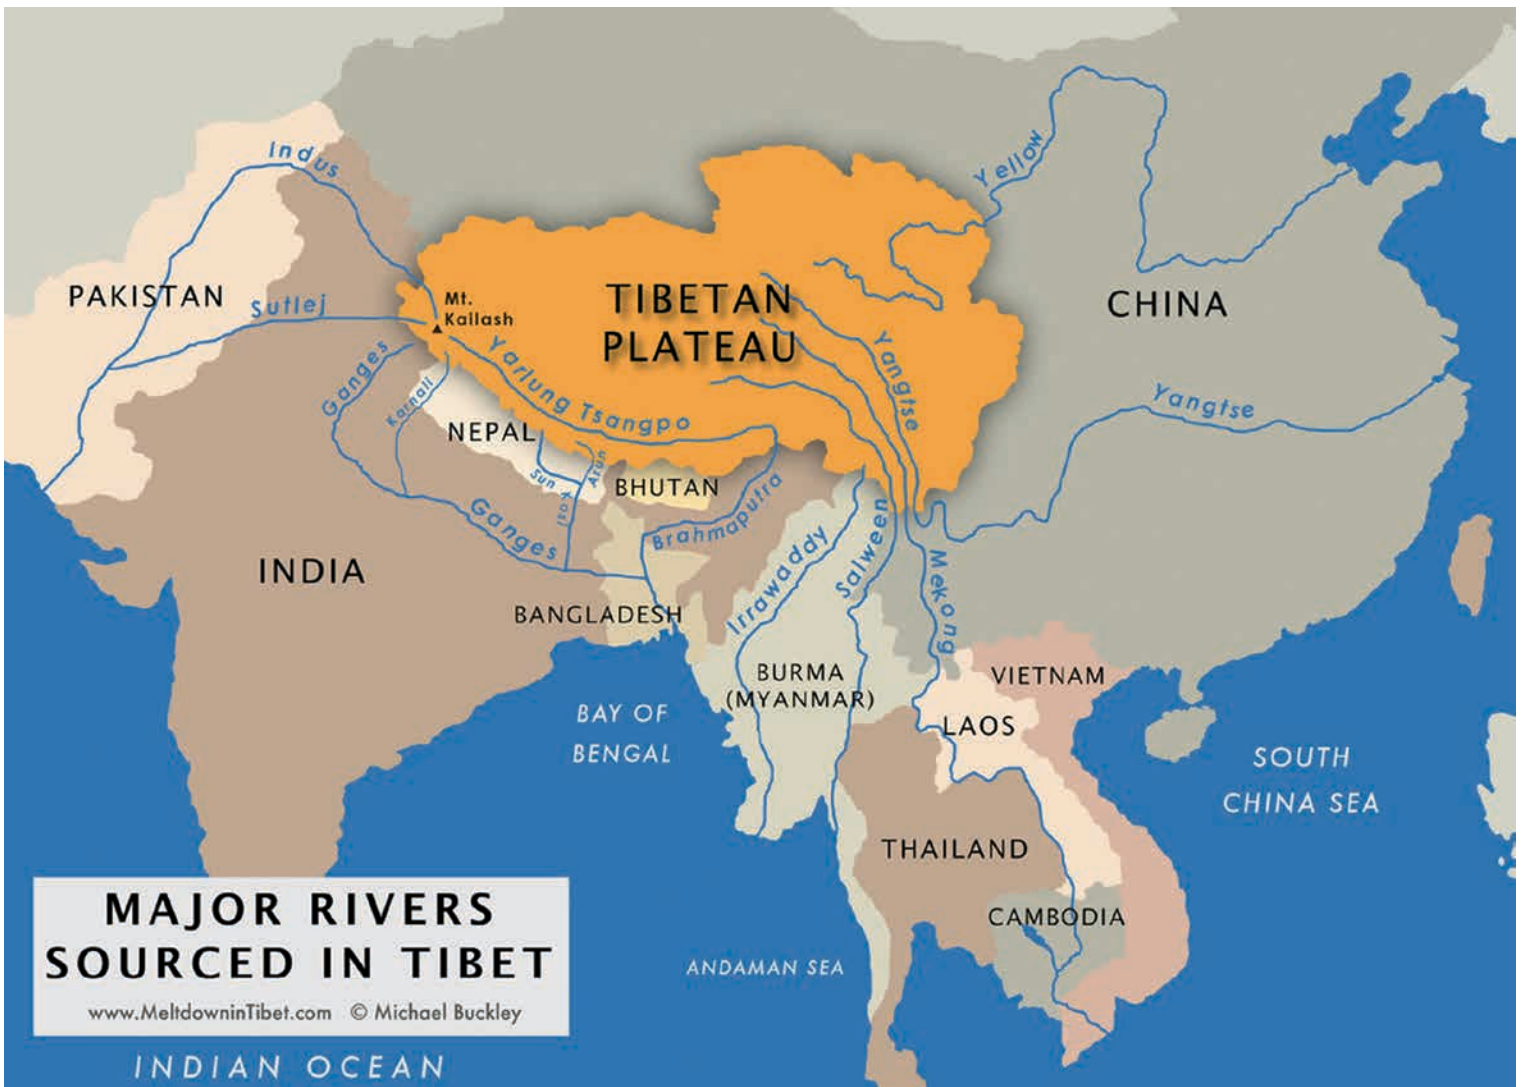 Indus
Yellow
PAKISTAN
Sutlej
Mt.
Kailash
TIBETAN
PLATEAU
CHINA
Ganges
Karnali
Yarlung Tsangpo
Yangtse
Yangtse
NEPAL
Sun
Kosi
Arun
BHUTAN
Ganges
Brahmaputra
Irrawaddy
Salween
Mekong
INDIA
BANGLADESH
BURMA
(MYANMAR)
VIETNAM
LAOS
BAY OF
BENGAL
SOUTH
CHINA SEA
THAILAND
CAMBODIA
ANDAMAN SEA
MAJOR RIVERS
SOURCED IN TIBET
www.MeltdowninTibet.com © Michael Buckley
INDIAN OCEAN